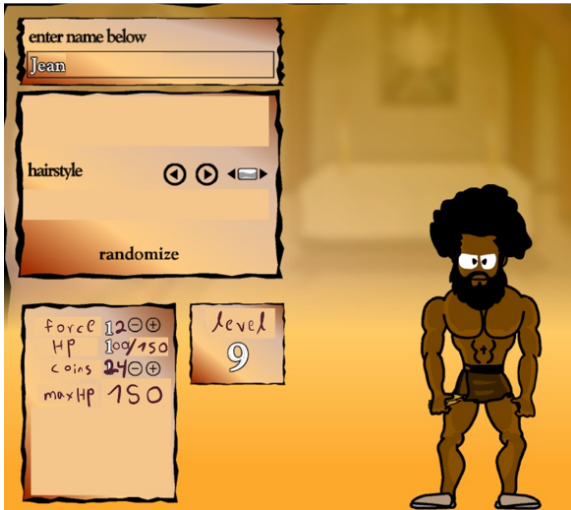 enter name below
Jean
hairstyle
randomize
force 12
HP 100/150
coins 24
maxHP 150
level
9